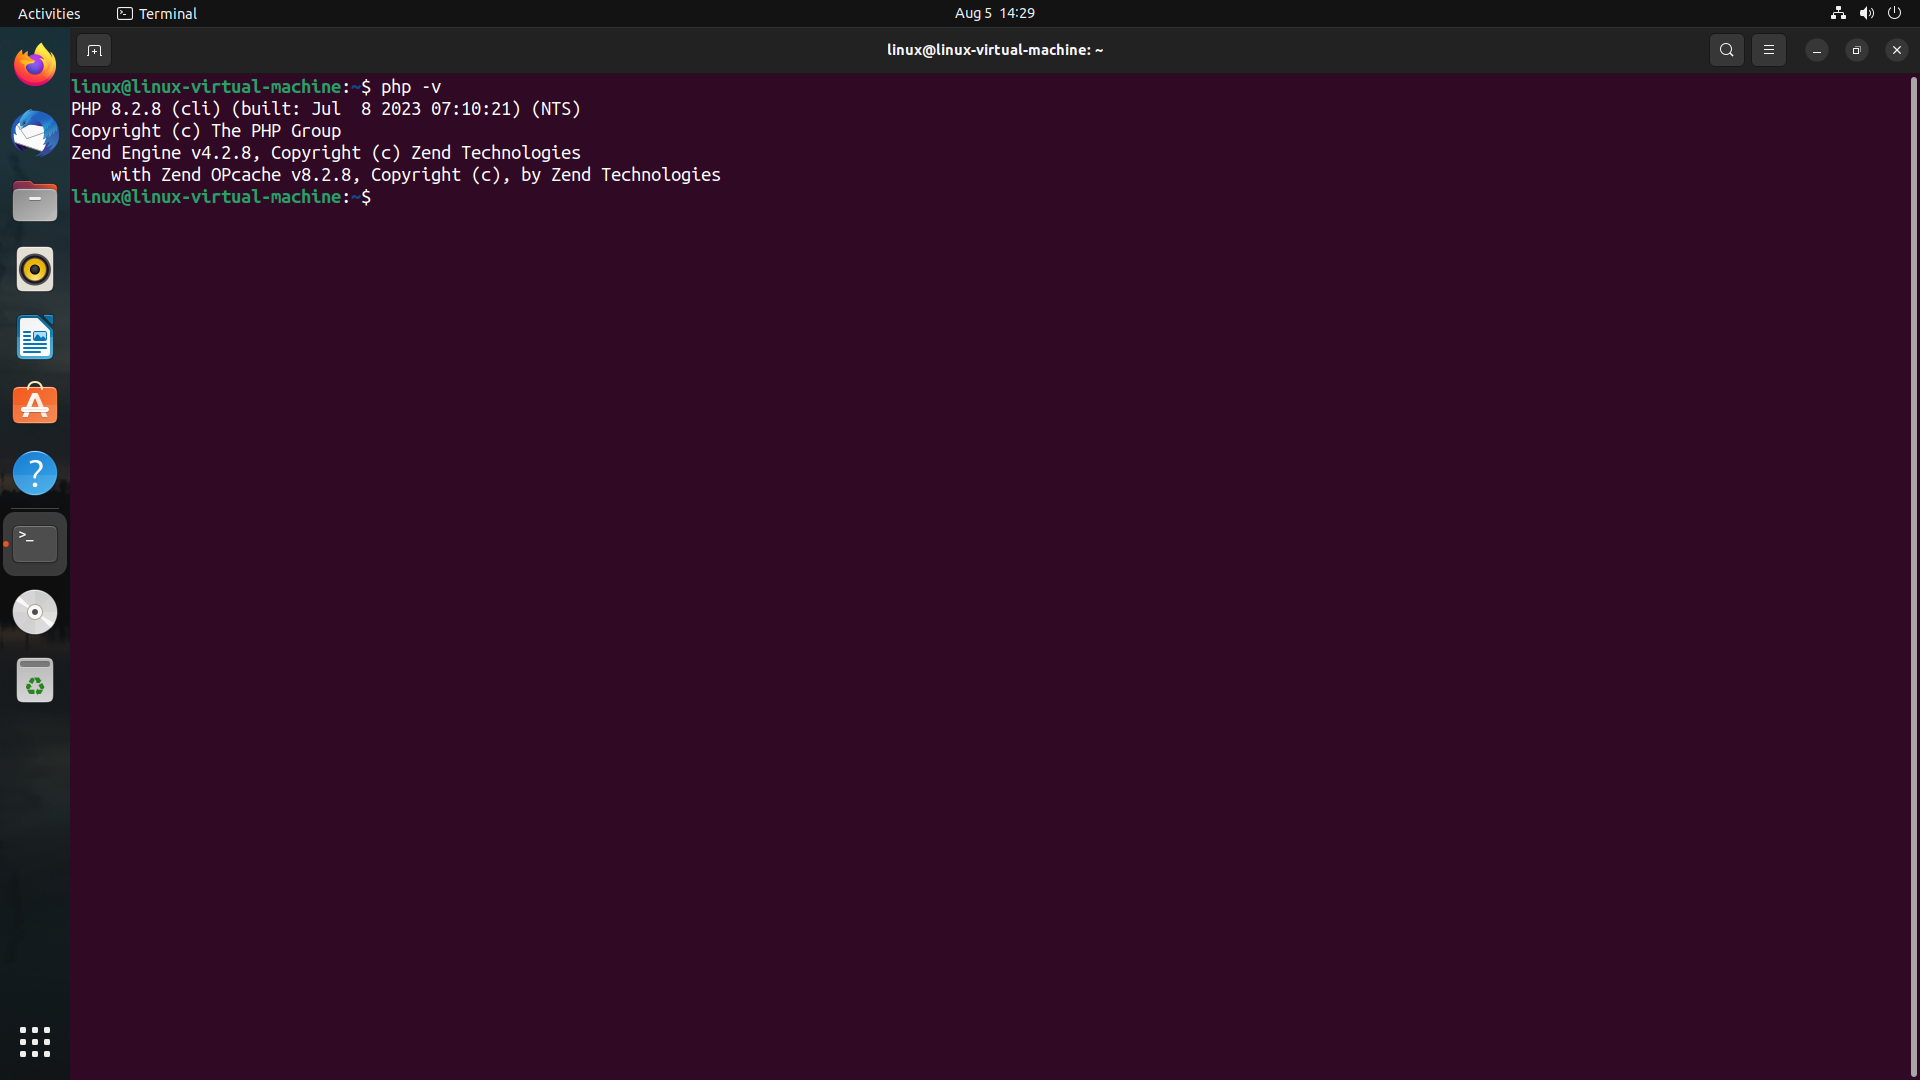 Activities Terminal Aug 5 14:29
linux@linux-virtual-machine: ~
linux@linux-virtual-machine:~$ php -v
PHP 8.2.8 (cli) (built: Jul  8 2023 07:10:21) (NTS)
Copyright (c) The PHP Group
Zend Engine v4.2.8, Copyright (c) Zend Technologies
    with Zend OPcache v8.2.8, Copyright (c), by Zend Technologies
linux@linux-virtual-machine:~$